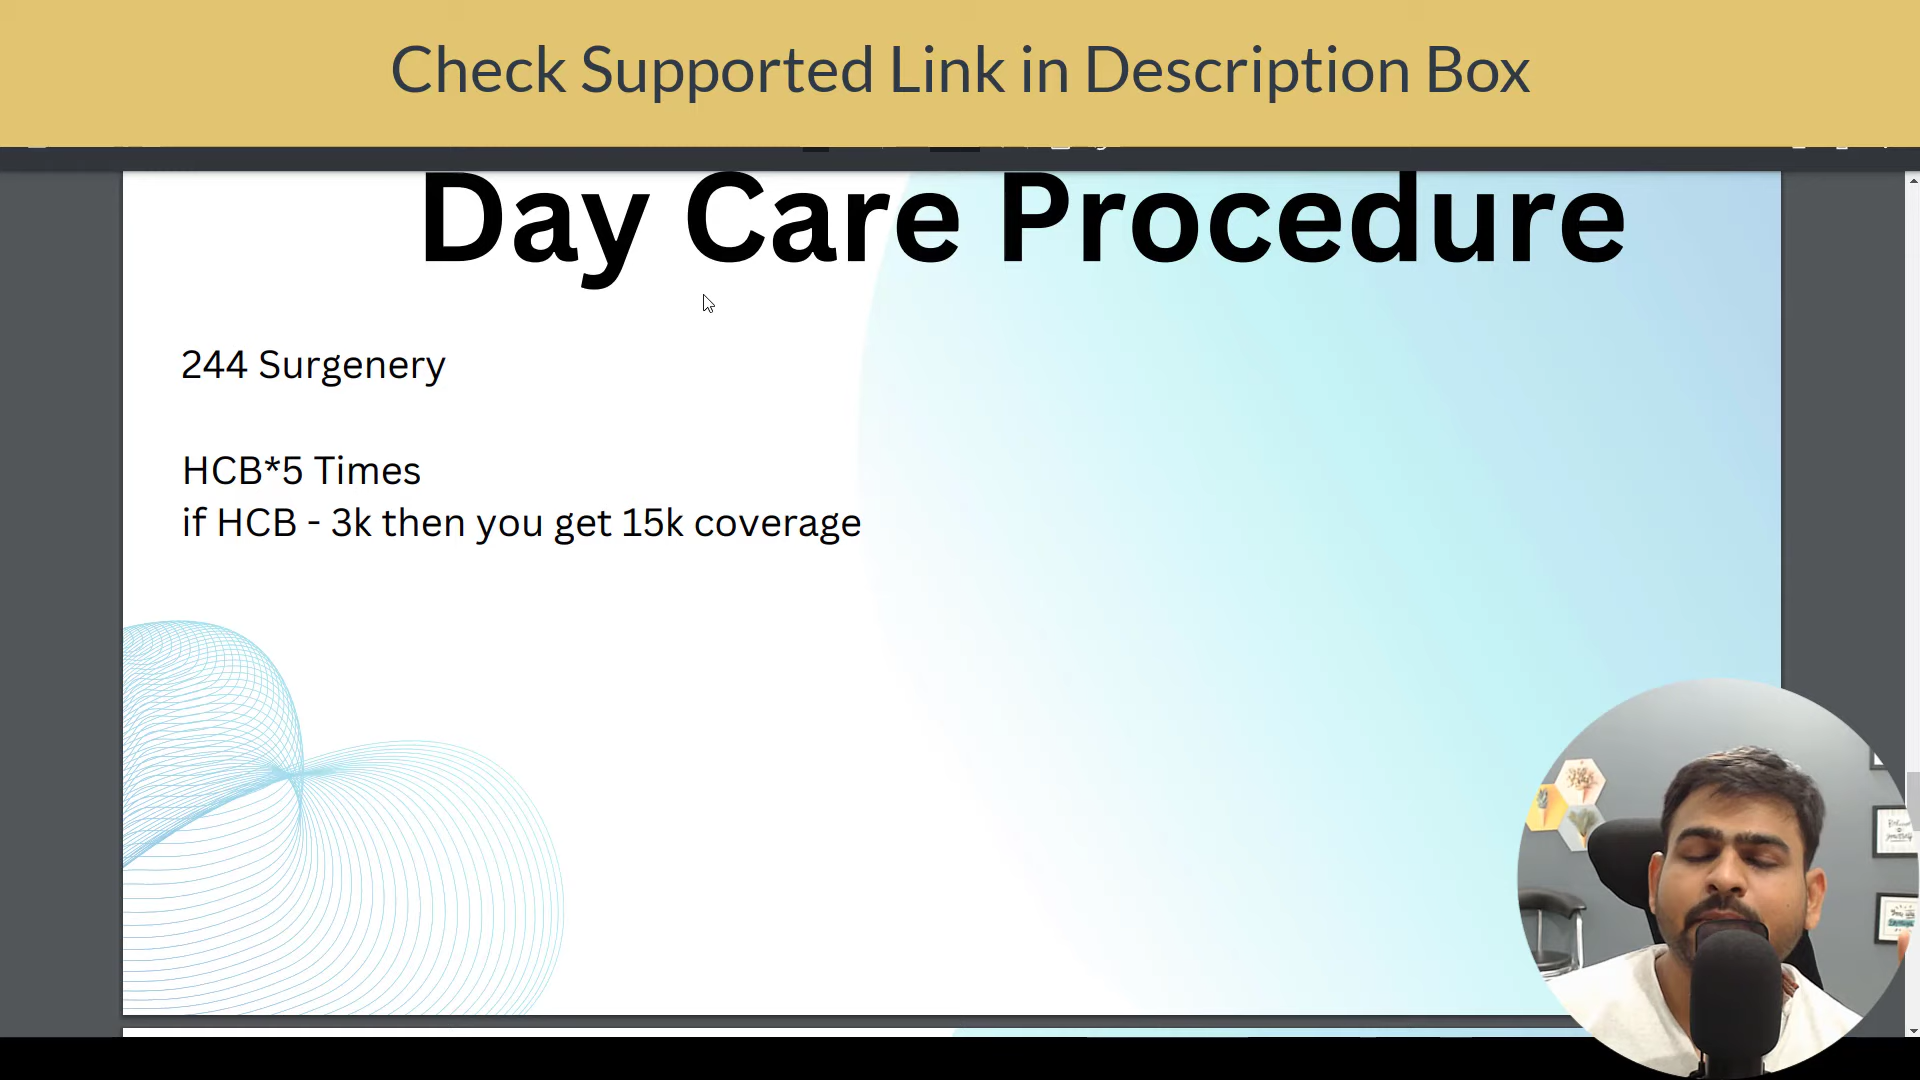 Check Supported Link in Description Box
Day Care Procedure
244 Surgenery
HCB*5 Times
if HCB - 3k then you get 15k coverage